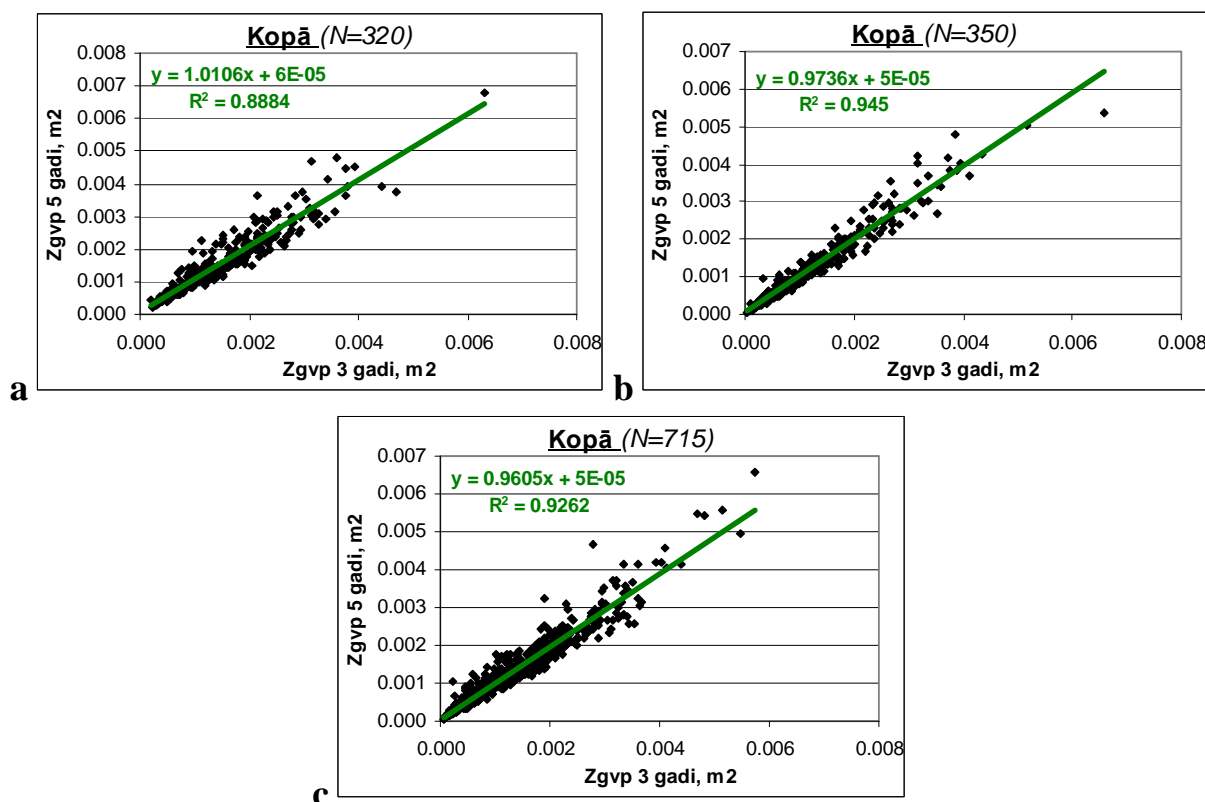 Kopā (N=320)
y = 1.0106x + 6E-05
R² = 0.8884
0.008
0.007
0.006
0.005
0.004
0.003
0.002
0.001
0.000
Zgvp 5 gadi, m2
0.000 0.002 0.004 0.006 0.008
Zgvp 3 gadi, m2
a
Kopā (N=350)
y = 0.9736x + 5E-05
R² = 0.945
0.007
0.006
0.005
0.004
0.003
0.002
0.001
0.000
Zgvp 5 gadi, m2
0.000 0.002 0.004 0.006 0.008
Zgvp 3 gadi, m2
b
Kopā (N=715)
y = 0.9605x + 5E-05
R² = 0.9262
0.007
0.006
0.005
0.004
0.003
0.002
0.001
0.000
Zgvp 5 gadi, m2
0.000 0.002 0.004 0.006 0.008
Zgvp 3 gadi, m2
c